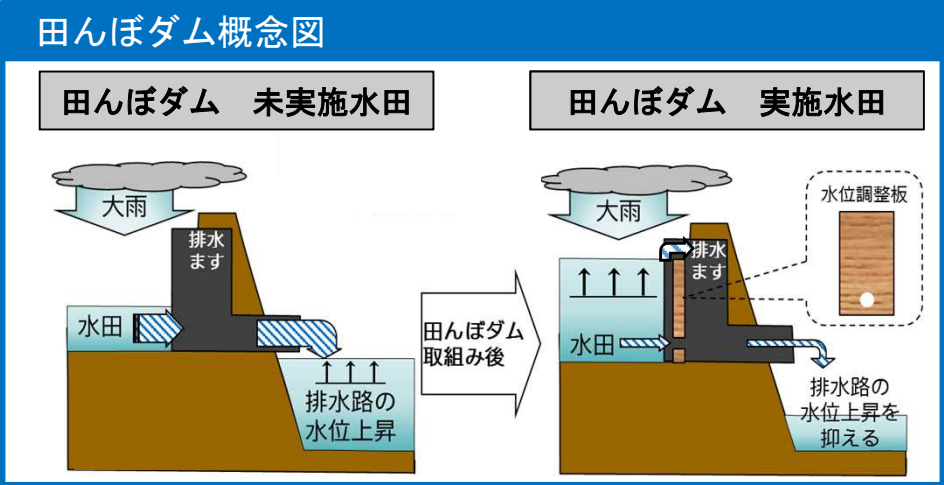 田んぼダム概念図
田んぼダム　未実施水田
大雨
排水
ます
水田
排水路の
水位上昇
田んぼダム
取組み後
田んぼダム　実施水田
大雨
排水
ます
水田
水位調整板
排水路の
水位上昇を
抑える